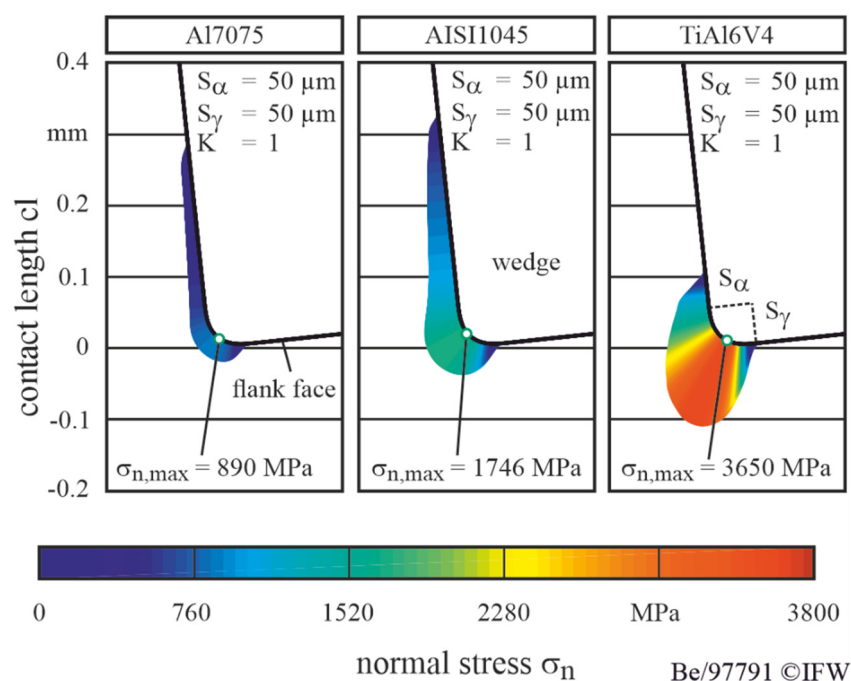 Al7075 AISI1045 TiAl6V4
0.4
mm
0.2
0.1
0
-0.1
-0.2
contact length cl
Sα = 50 µm
Sγ = 50 µm
K = 1
flank face
σn,max = 890 MPa
Sα = 50 µm
Sγ = 50 µm
K = 1
wedge
σn,max = 1746 MPa
Sα = 50 µm
Sγ = 50 µm
K = 1
Sα
Sγ
σn,max = 3650 MPa
0 760 1520 2280 MPa 3800
normal stress σn
Be/97791 ©IFW